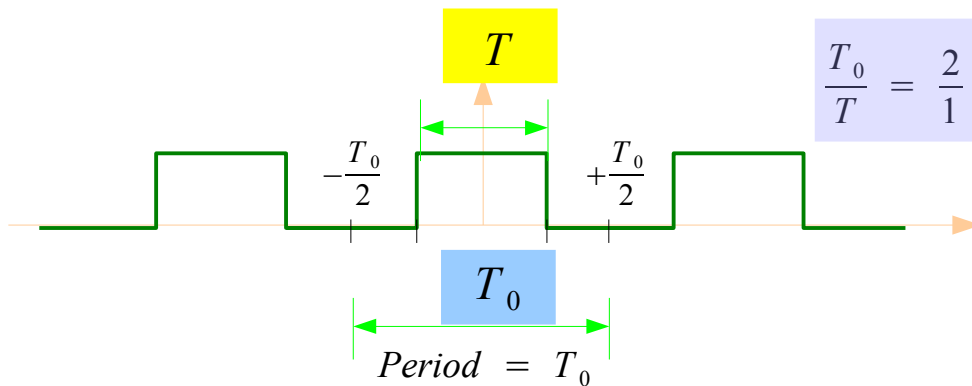 T
T₀/T = 2/1
−T₀/2
+T₀/2
T₀
Period = T₀